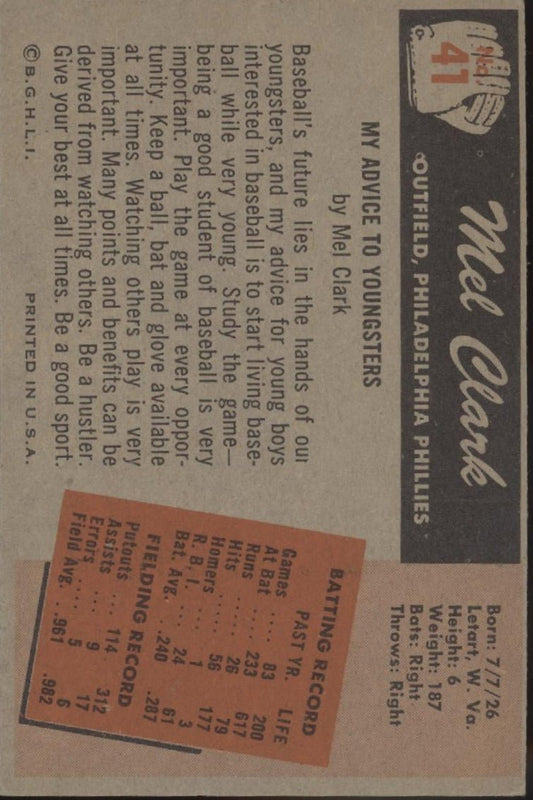 No.
41
Mel Clark
OUTFIELD, PHILADELPHIA PHILLIES
Born: 7/7/26
Letart, W. Va.
Height: 6
Weight: 187
Bats: Right
Throws: Right
MY ADVICE TO YOUNGSTERS
by Mel Clark
Baseball's future lies in the hands of our
youngsters, and my advice for young boys
interested in baseball is to start living base-
ball while very young. Study the game—
being a good student of baseball is very
important. Play the game at every oppor-
tunity. Keep a ball, bat and glove available
at all times. Watching others play is very
important. Many points and benefits can be
derived from watching others. Be a hustler.
Give your best at all times. Be a good sport.
©B.G.H.L.I. PRINTED IN U.S.A.
BATTING RECORD
PAST YR. LIFE
Games ..... 83 200
At Bat ..... 233 617
Runs ..... 26 79
Hits ..... 56 177
Homers .... 1 3
R. B. I. .... 24 61
Bat. Avg. .. .240 .287
FIELDING RECORD
Putouts ... 114 312
Assists .... 9 17
Errors .... 5 6
Field Avg. .. .961 .982